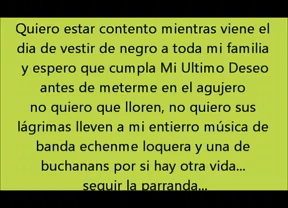 Quiero estar contento mientras viene el
dia de vestir de negro a toda mi familia
y espero que cumpla Mi Ultimo Deseo
antes de meterme en el agujero
no quiero que lloren, no quiero sus
lágrimas lleven a mi entierro música de
banda echenme loquera y una de
buchanans por si hay otra vida...
seguir la parranda...